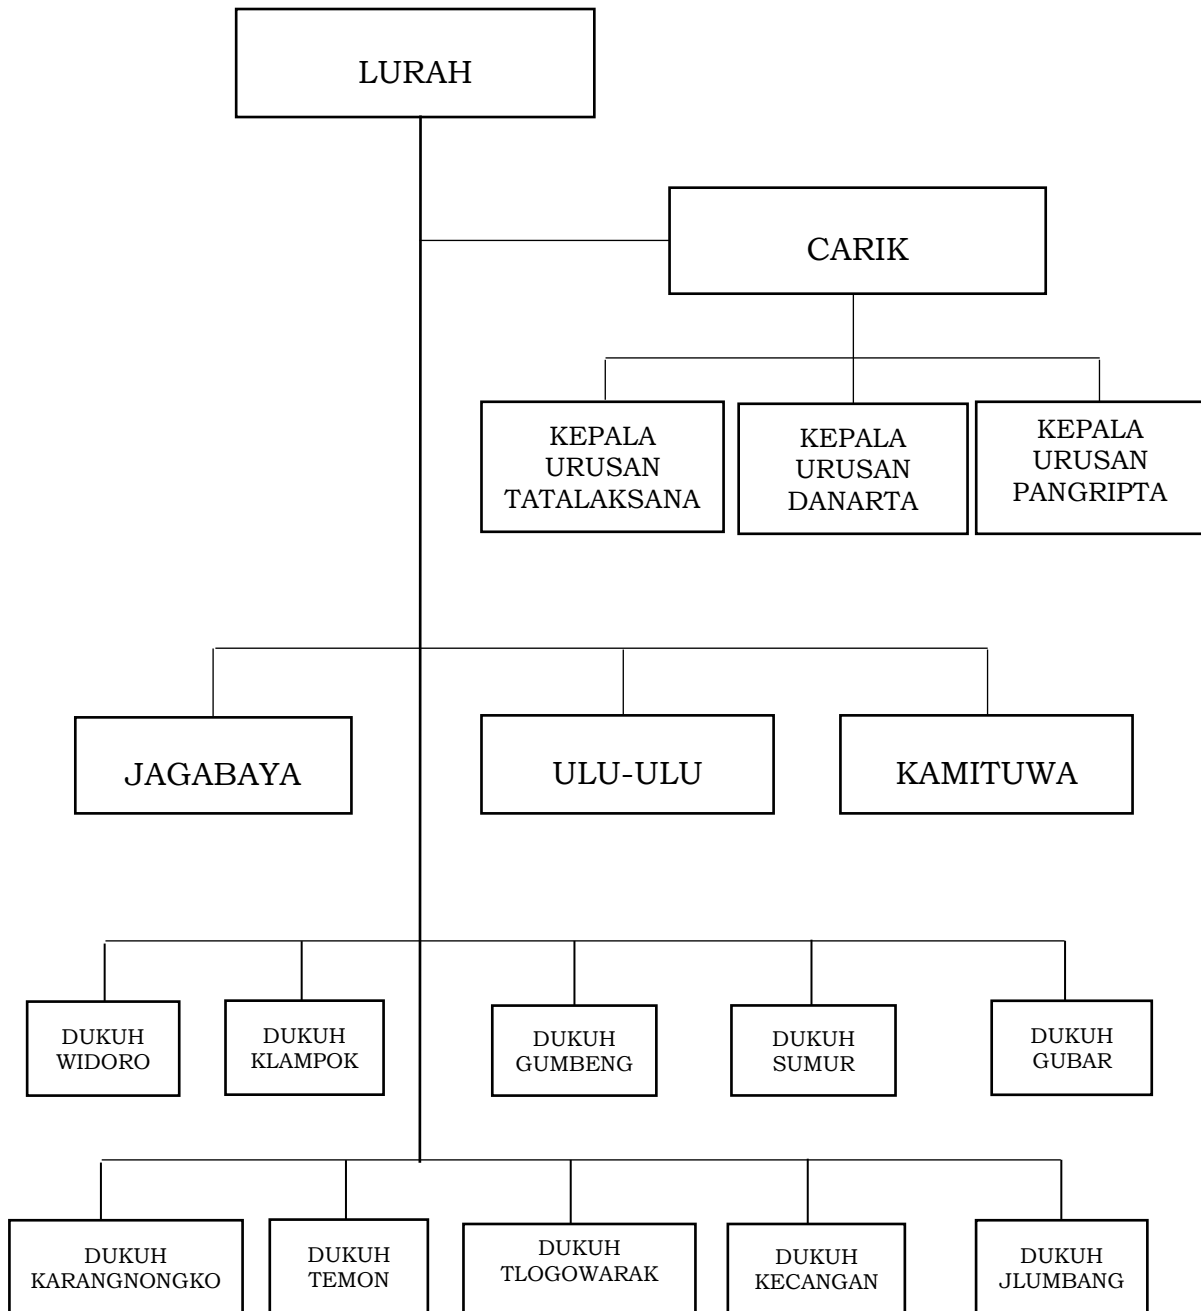 LURAH
CARIK
KEPALA
URUSAN
TATALAKSANA
KEPALA
URUSAN
DANARTA
KEPALA
URUSAN
PANGRIPTA
JAGABAYA
ULU-ULU
KAMITUWA
DUKUH
WIDORO
DUKUH
KLAMPOK
DUKUH
GUMBENG
DUKUH
SUMUR
DUKUH
GUBAR
DUKUH
KARANGNONGKO
DUKUH
TEMON
DUKUH
TLOGOWARAK
DUKUH
KECANGAN
DUKUH
JLUMBANG